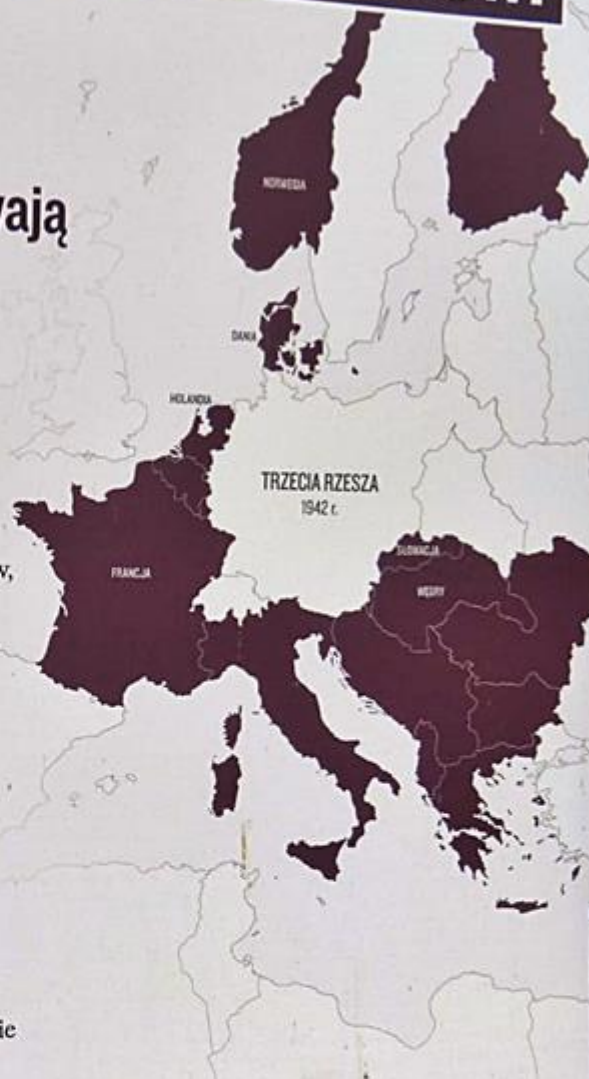 wają
NORWEGIA
DANIA
HOLANDIA
TRZECIA RZESZA
1942 r.
SŁOWACJA
w,
FRANCJA
WĘGRY
ie